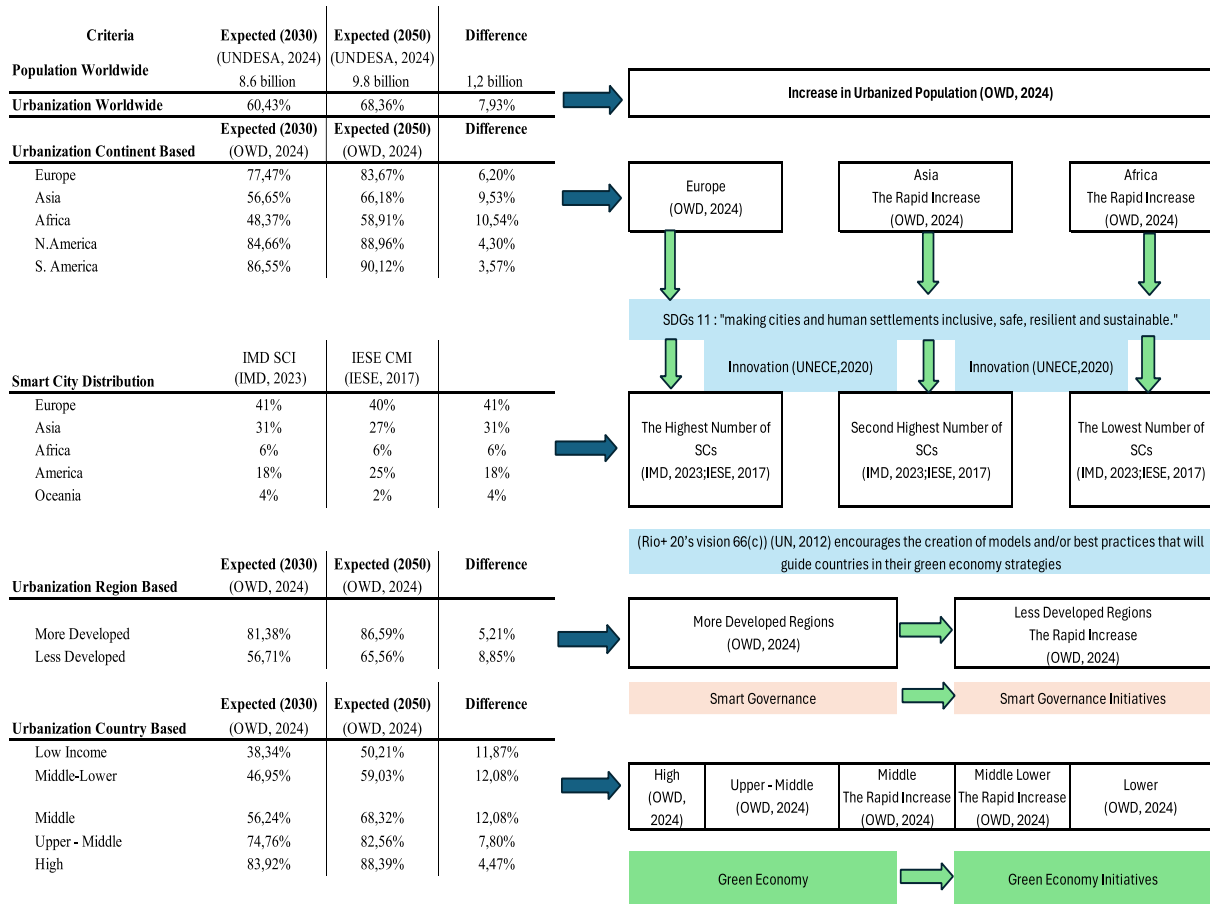 Criteria Expected (2030) Expected (2050) Difference
(UNDESA, 2024) (UNDESA, 2024)
Population Worldwide
8.6 billion 9.8 billion 1,2 billion
Urbanization Worldwide 60,43% 68,36% 7,93%
Expected (2030) Expected (2050) Difference
Urbanization Continent Based (OWD, 2024) (OWD, 2024)
Europe 77,47% 83,67% 6,20%
Asia 56,65% 66,18% 9,53%
Africa 48,37% 58,91% 10,54%
N.America 84,66% 88,96% 4,30%
S. America 86,55% 90,12% 3,57%
IMD SCI IESE CMI
Smart City Distribution (IMD, 2023) (IESE, 2017)
Europe 41% 40% 41%
Asia 31% 27% 31%
Africa 6% 6% 6%
America 18% 25% 18%
Oceania 4% 2% 4%
Expected (2030) Expected (2050) Difference
Urbanization Region Based (OWD, 2024) (OWD, 2024)
More Developed 81,38% 86,59% 5,21%
Less Developed 56,71% 65,56% 8,85%
Expected (2030) Expected (2050) Difference
Urbanization Country Based (OWD, 2024) (OWD, 2024)
Low Income 38,34% 50,21% 11,87%
Middle-Lower 46,95% 59,03% 12,08%
Middle 56,24% 68,32% 12,08%
Upper - Middle 74,76% 82,56% 7,80%
High 83,92% 88,39% 4,47%
Increase in Urbanized Population (OWD, 2024)
Europe
(OWD, 2024)
Asia
The Rapid Increase
(OWD, 2024)
Africa
The Rapid Increase
(OWD, 2024)
SDGs 11 : "making cities and human settlements inclusive, safe, resilient and sustainable."
Innovation (UNECE,2020)
Innovation (UNECE,2020)
The Highest Number of
SCs
(IMD, 2023;IESE, 2017)
Second Highest Number of
SCs
(IMD, 2023;IESE, 2017)
The Lowest Number of
SCs
(IMD, 2023;IESE, 2017)
(Rio+ 20's vision 66(c)) (UN, 2012) encourages the creation of models and/or best practices that will
guide countries in their green economy strategies
More Developed Regions
(OWD, 2024)
Less Developed Regions
The Rapid Increase
(OWD, 2024)
Smart Governance
Smart Governance Initiatives
High
(OWD,
2024)
Upper - Middle
(OWD, 2024)
Middle
The Rapid Increase
(OWD, 2024)
Middle Lower
The Rapid Increase
(OWD, 2024)
Lower
(OWD, 2024)
Green Economy
Green Economy Initiatives